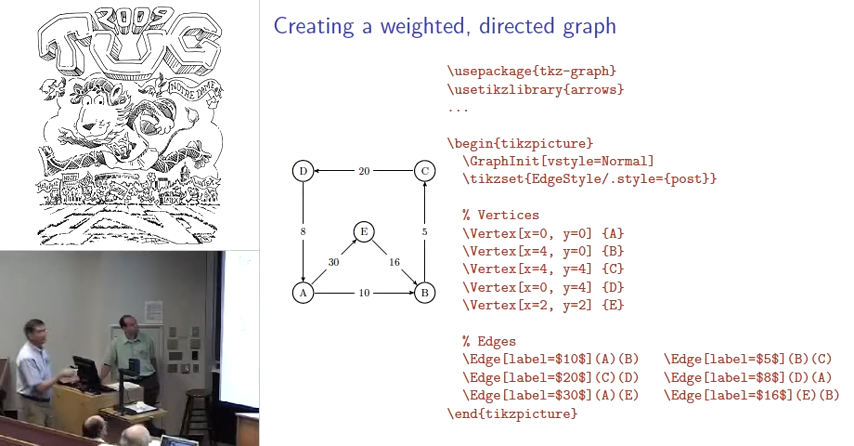 2009
TUG
NOTRE DAME
Creating a weighted, directed graph
\usepackage{tkz-graph}
\usetikzlibrary{arrows}
...
\begin{tikzpicture}
\GraphInit[vstyle=Normal]
\tikzset{EdgeStyle/.style={post}}
% Vertices
\Vertex[x=0, y=0] {A}
\Vertex[x=4, y=0] {B}
\Vertex[x=4, y=4] {C}
\Vertex[x=0, y=4] {D}
\Vertex[x=2, y=2] {E}
% Edges
\Edge[label=$10$](A)(B) \Edge[label=$5$](B)(C)
\Edge[label=$20$](C)(D) \Edge[label=$8$](D)(A)
\Edge[label=$30$](A)(E) \Edge[label=$16$](E)(B)
\end{tikzpicture}
D 20 C
8 E 5
30 16
A 10 B